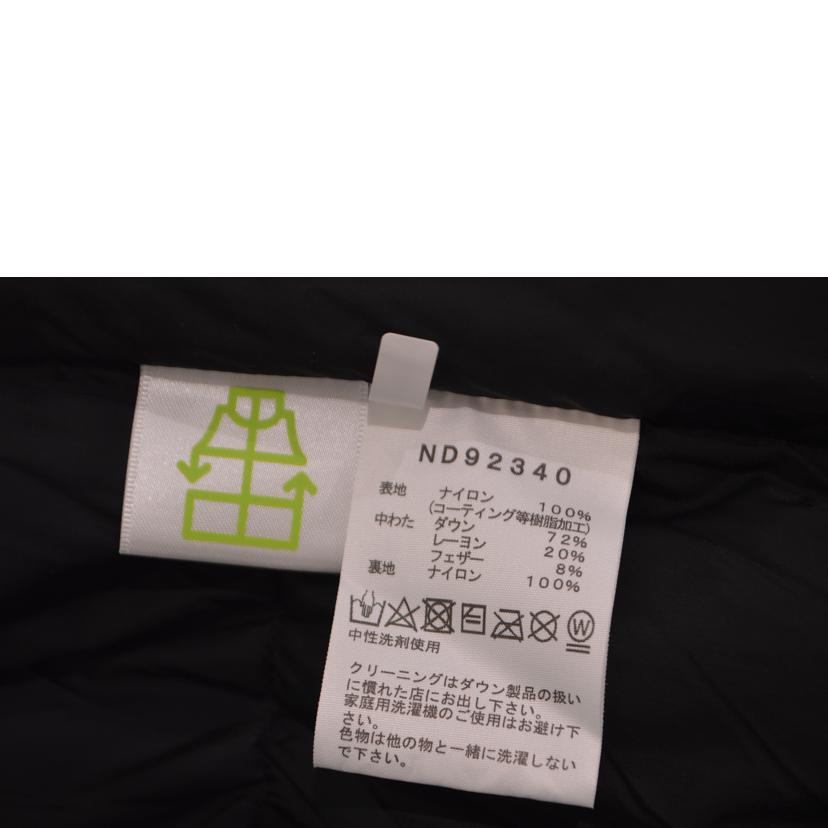 ND92340
表地 ナイロン 100%
(コーティング等樹脂加工)
中わた ダウン 72%
レーヨン 20%
フェザー 8%
裏地 ナイロン 100%
W
中性洗剤使用
クリーニングはダウン製品の扱い
に慣れた店にお出し下さい。
家庭用洗濯機のご使用はお避け下
さい。
色物は他の物と一緒に洗濯しない
で下さい。